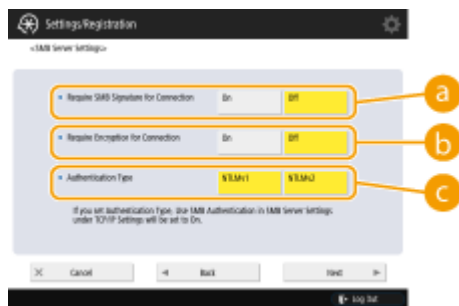 Settings/Registration
<SMB Server Settings>
Require SMB Signature for Connection On Off
a
Require Encryption for Connection On Off
b
Authentication Type NTLMv1 NTLMv2
c
If you set Authentication Type, Use SMB Authentication in SMB Server Settings
under TCP/IP Settings will be set to On.
Cancel Back Next
Log Out